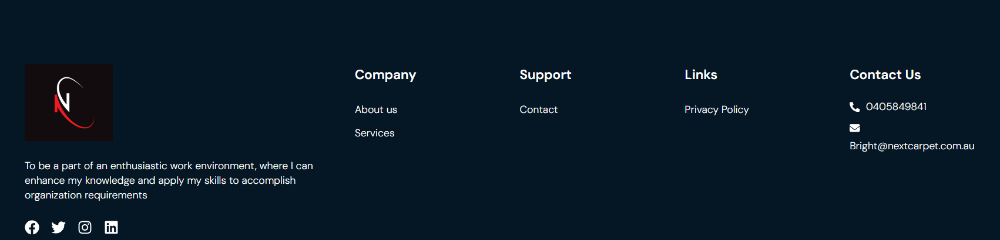 N
To be a part of an enthusiastic work environment, where I can
enhance my knowledge and apply my skills to accomplish
organization requirements
Company
About us
Services
Support
Contact
Links
Privacy Policy
Contact Us
0405849841
Bright@nextcarpet.com.au